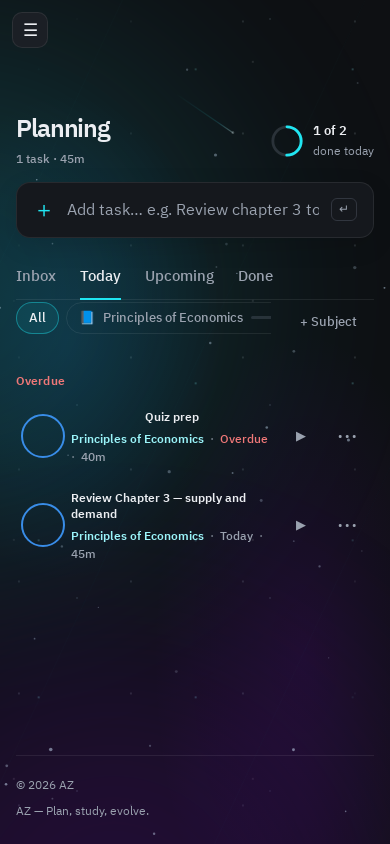 ☰
Planning
1 task · 45m
1 of 2
done today
+ Add task... e.g. Review chapter 3 to ↵
Inbox Today Upcoming Done
All 📘 Principles of Economics + Subject
Overdue
Quiz prep
Principles of Economics · Overdue
· 40m
▶ •••
Review Chapter 3 — supply and
demand
Principles of Economics · Today ·
45m
▶ •••
© 2026 AZ
AZ — Plan, study, evolve.